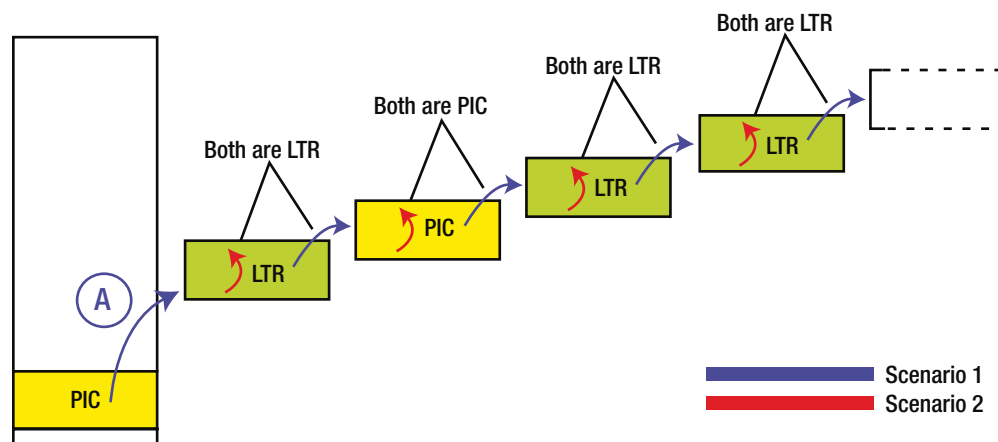 Both are LTR
Both are LTR
Both are PIC
Both are LTR
LTR
LTR
PIC
LTR
A
PIC
Scenario 1
Scenario 2